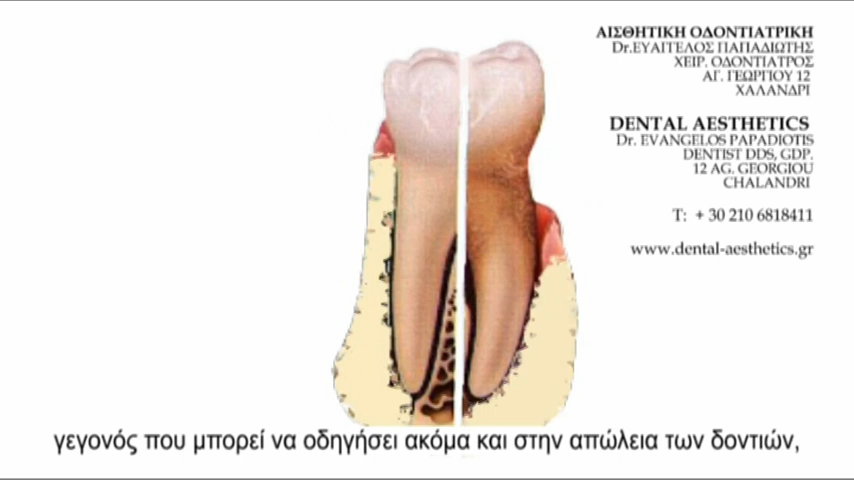 ΑΙΣΘΗΤΙΚΗ ΟΔΟΝΤΙΑΤΡΙΚΗ
Dr.ΕΥΑΓΓΕΛΟΣ ΠΑΠΑΔΙΩΤΗΣ
ΧΕΙΡ. ΟΔΟΝΤΙΑΤΡΟΣ
ΑΓ. ΓΕΩΡΓΙΟΥ 12
ΧΑΛΑΝΔΡΙ
DENTAL AESTHETICS
Dr. EVANGELOS PAPADIOTIS
DENTIST DDS, GDP.
12 AG. GEORGIOU
CHALANDRI
T: + 30 210 6818411
www.dental-aesthetics.gr
γεγονός που μπορεί να οδηγήσει ακόμα και στην απώλεια των δοντιών,